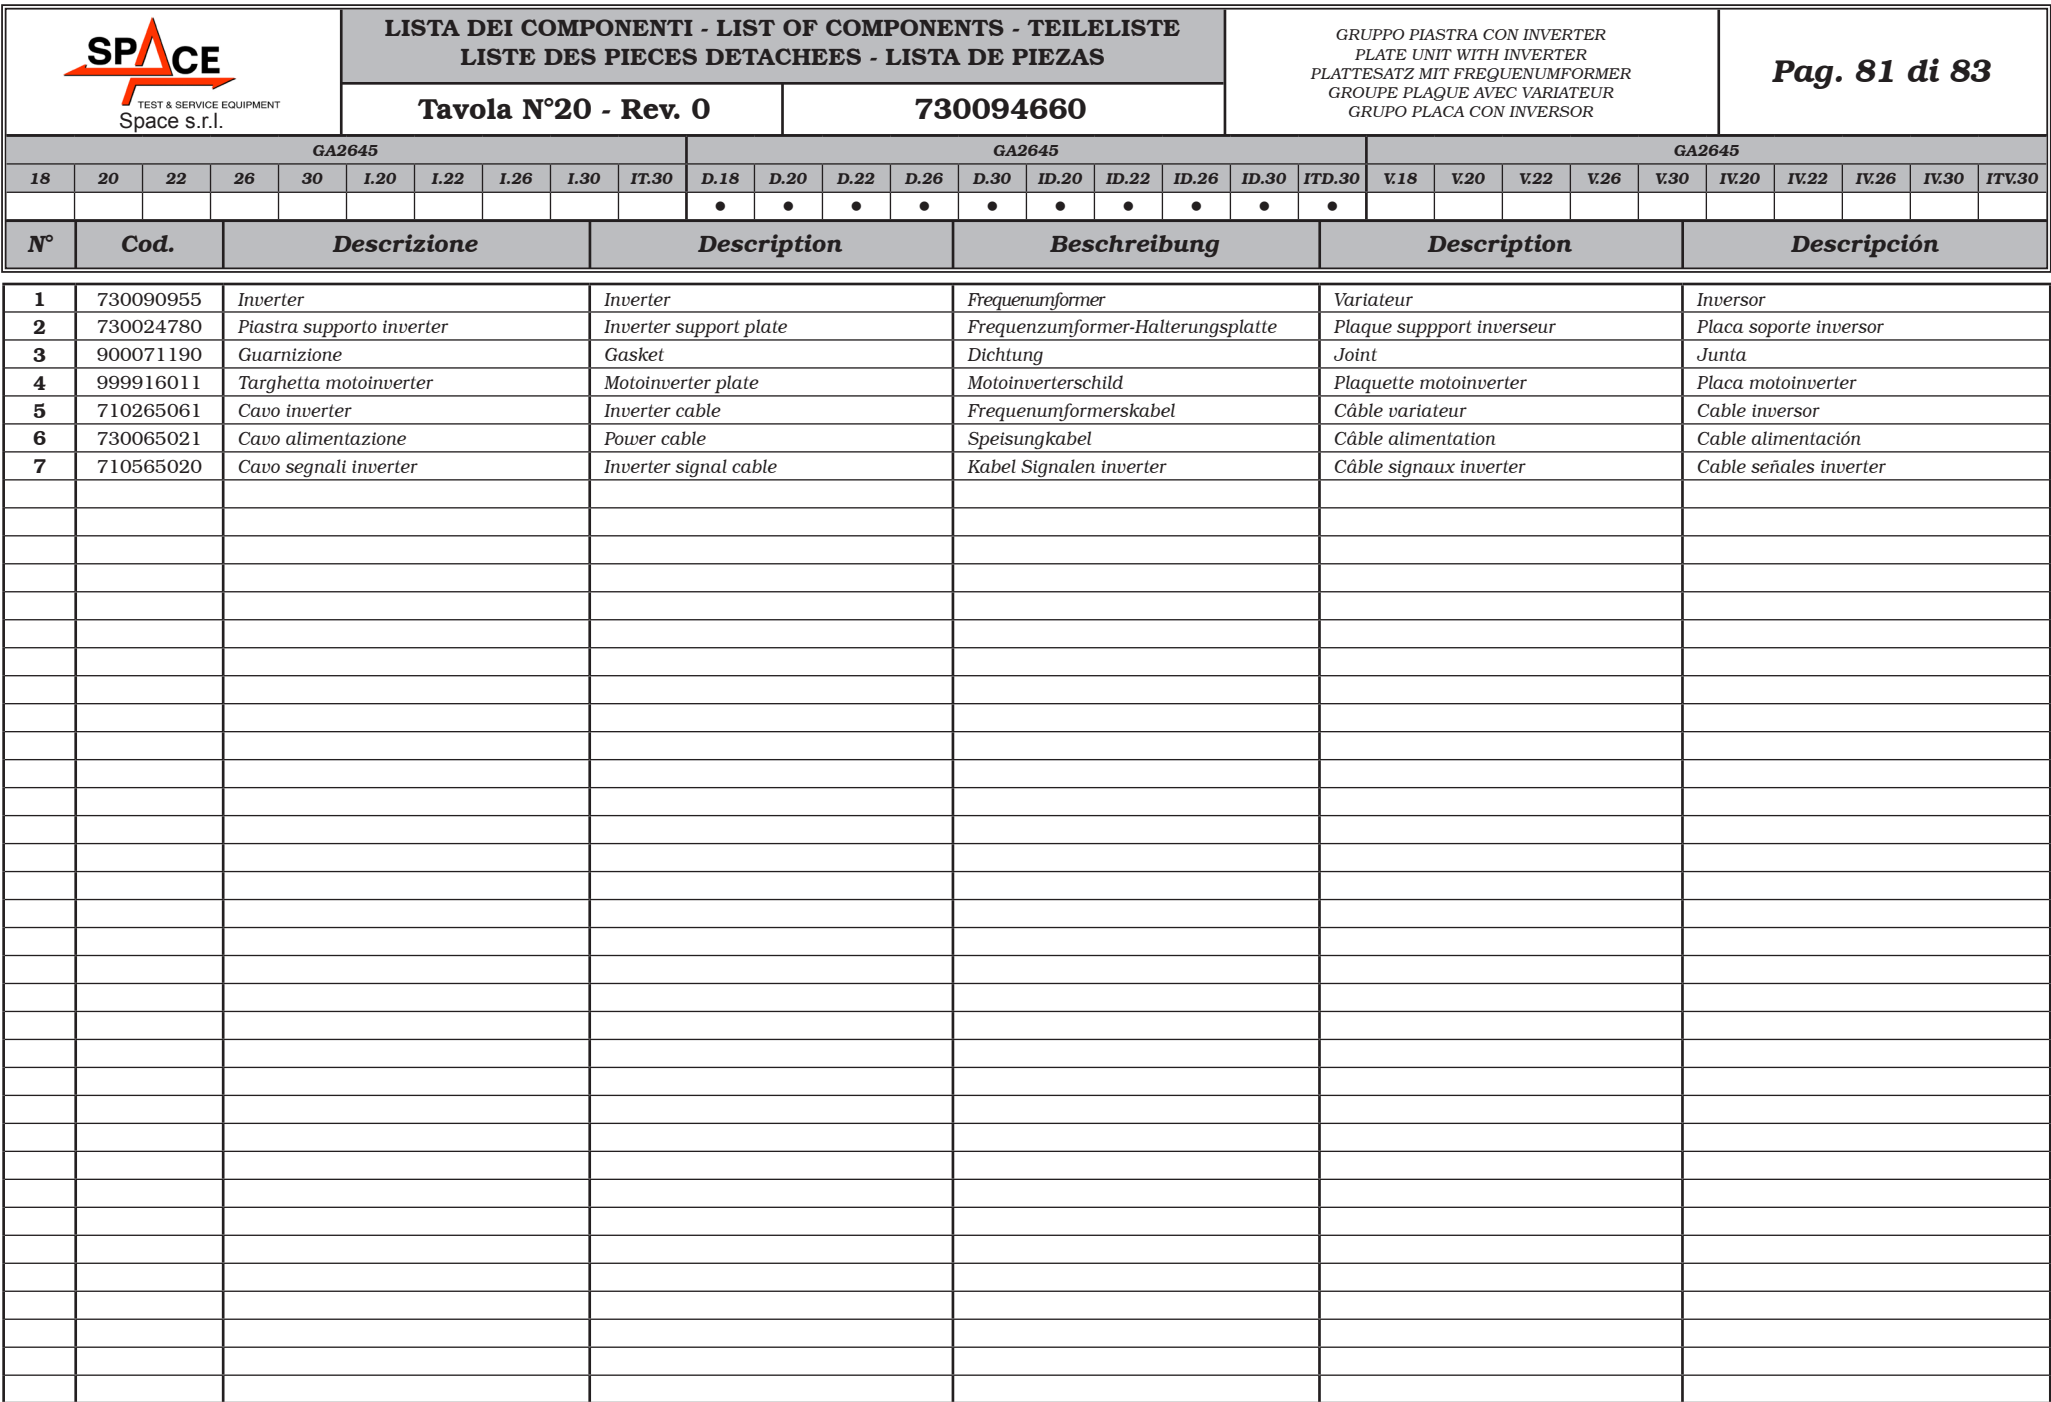 SPACE
TEST & SERVICE EQUIPMENT
Space s.r.l.
LISTA DEI COMPONENTI - LIST OF COMPONENTS - TEILELISTE
LISTE DES PIECES DETACHEES - LISTA DE PIEZAS
Tavola N°20 - Rev. 0
730094660
GRUPPO PIASTRA CON INVERTER
PLATE UNIT WITH INVERTER
PLATTESATZ MIT FREQUENUMFORMER
GROUPE PLAQUE AVEC VARIATEUR
GRUPO PLACA CON INVERSOR
Pag. 81 di 83
GA2645 GA2645 GA2645
18 20 22 26 30 I.20 I.22 I.26 I.30 IT.30 D.18 D.20 D.22 D.26 D.30 ID.20 ID.22 ID.26 ID.30 ITD.30 V.18 V.20 V.22 V.26 V.30 IV.20 IV.22 IV.26 IV.30 ITV.30
• • • • • • • • • •
N° Cod. Descrizione Description Beschreibung Description Descripción
1 730090955 Inverter Inverter Frequenumformer Variateur Inversor
2 730024780 Piastra supporto inverter Inverter support plate Frequenzumformer-Halterungsplatte Plaque suppport inverseur Placa soporte inversor
3 900071190 Guarnizione Gasket Dichtung Joint Junta
4 999916011 Targhetta motoinverter Motoinverter plate Motoinverterschild Plaquette motoinverter Placa motoinverter
5 710265061 Cavo inverter Inverter cable Frequenumformerskabel Câble variateur Cable inversor
6 730065021 Cavo alimentazione Power cable Speisungkabel Câble alimentation Cable alimentación
7 710565020 Cavo segnali inverter Inverter signal cable Kabel Signalen inverter Câble signaux inverter Cable señales inverter